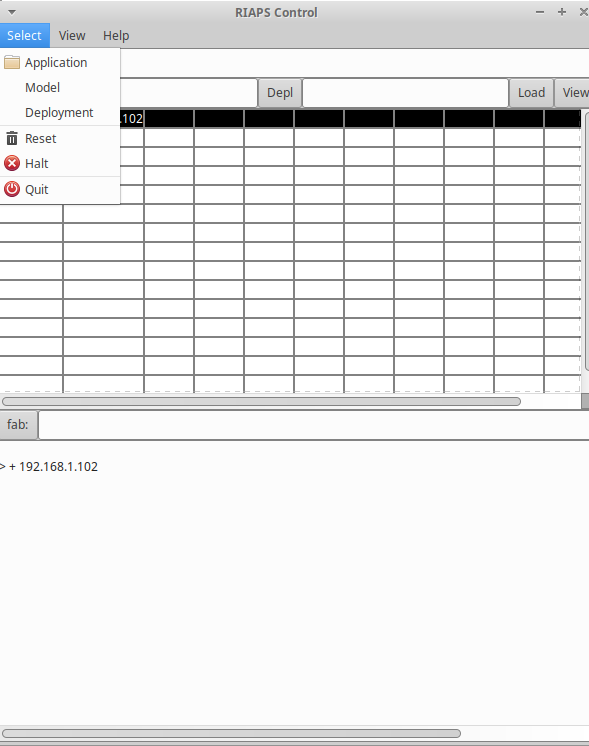 RIAPS Control
Select View Help
Application
Model
Deployment
Reset
Halt
Quit
Depl Load View
.102
fab:
> + 192.168.1.102